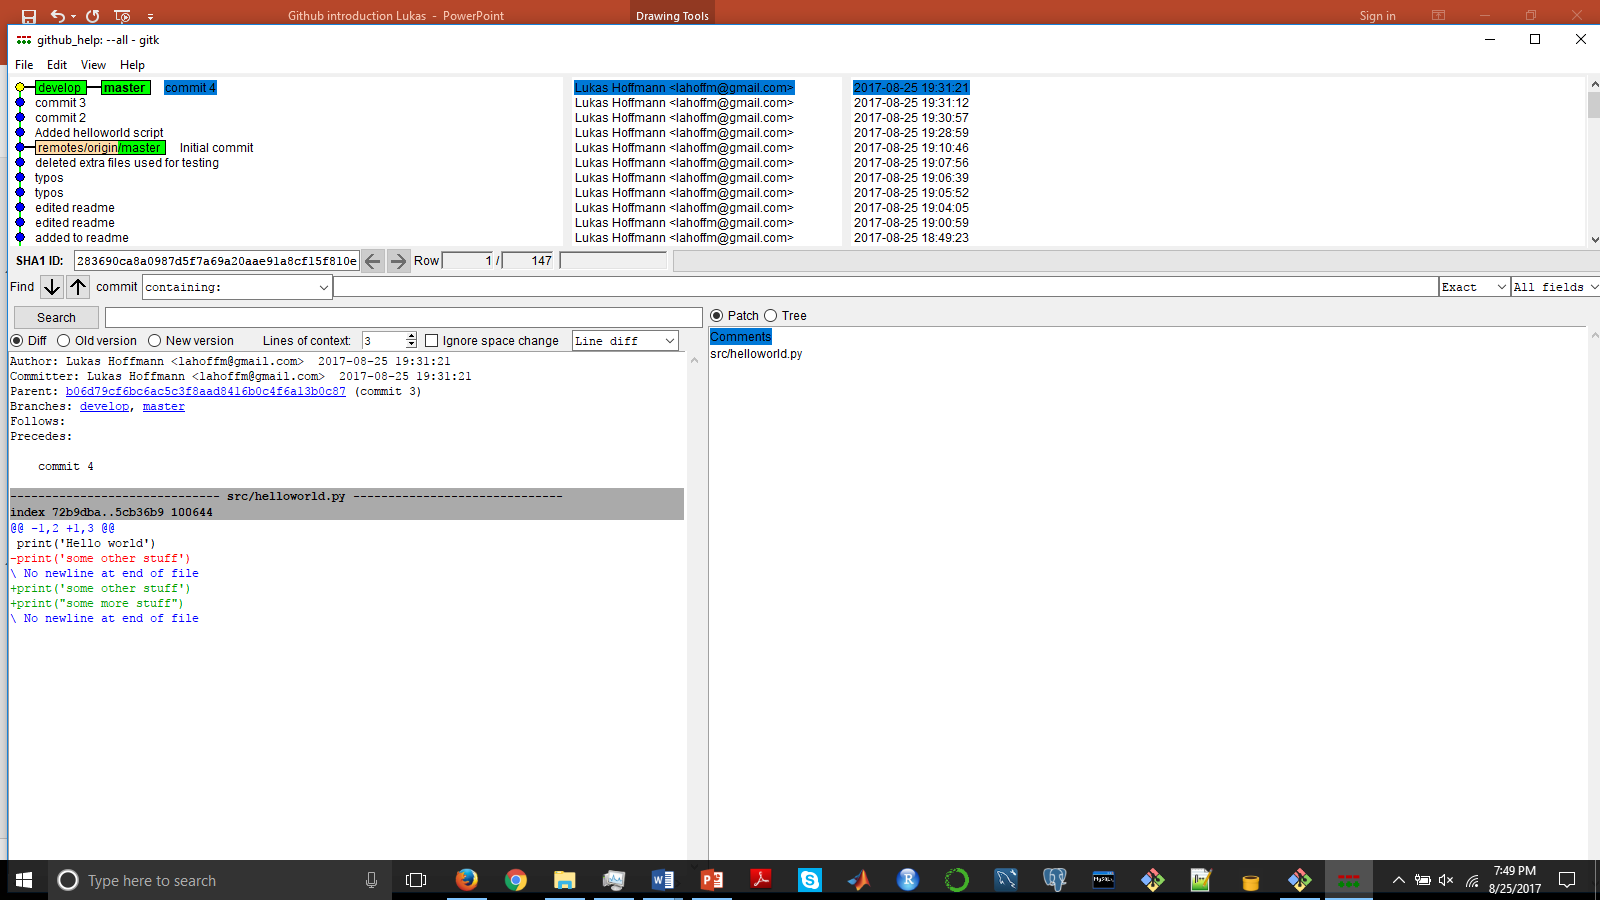 Github introduction Lukas - PowerPoint
Drawing Tools
Sign in
github_help: --all - gitk
File Edit View Help
develop master commit 4 Lukas Hoffmann <lahoffm@gmail.com> 2017-08-25 19:31:21
commit 3 Lukas Hoffmann <lahoffm@gmail.com> 2017-08-25 19:31:12
commit 2 Lukas Hoffmann <lahoffm@gmail.com> 2017-08-25 19:30:57
Added helloworld script Lukas Hoffmann <lahoffm@gmail.com> 2017-08-25 19:28:59
remotes/origin/master Initial commit Lukas Hoffmann <lahoffm@gmail.com> 2017-08-25 19:10:46
deleted extra files used for testing Lukas Hoffmann <lahoffm@gmail.com> 2017-08-25 19:07:56
typos Lukas Hoffmann <lahoffm@gmail.com> 2017-08-25 19:06:39
typos Lukas Hoffmann <lahoffm@gmail.com> 2017-08-25 19:05:52
edited readme Lukas Hoffmann <lahoffm@gmail.com> 2017-08-25 19:04:05
edited readme Lukas Hoffmann <lahoffm@gmail.com> 2017-08-25 19:00:59
added to readme Lukas Hoffmann <lahoffm@gmail.com> 2017-08-25 18:49:23
SHA1 ID: 283690ca8a0987d5f7a69a20aae91a8cf15f810e Row 1 / 147
Find commit containing: Exact All fields
Search
Patch Tree
Diff Old version New version Lines of context: 3 Ignore space change Line diff
Comments
src/helloworld.py
Author: Lukas Hoffmann <lahoffm@gmail.com> 2017-08-25 19:31:21
Committer: Lukas Hoffmann <lahoffm@gmail.com> 2017-08-25 19:31:21
Parent: b06d79cf6bc6ac5c3f8aad8416b0c4f6a13b0c87 (commit 3)
Branches: develop, master
Follows:
Precedes:
commit 4
----------------------------- src/helloworld.py -----------------------------
index 72b9dba..5cb36b9 100644
@@ -1,2 +1,3 @@
print('Hello world')
-print('some other stuff')
\ No newline at end of file
+print('some other stuff')
+print("some more stuff")
\ No newline at end of file
Type here to search
7:49 PM
8/25/2017